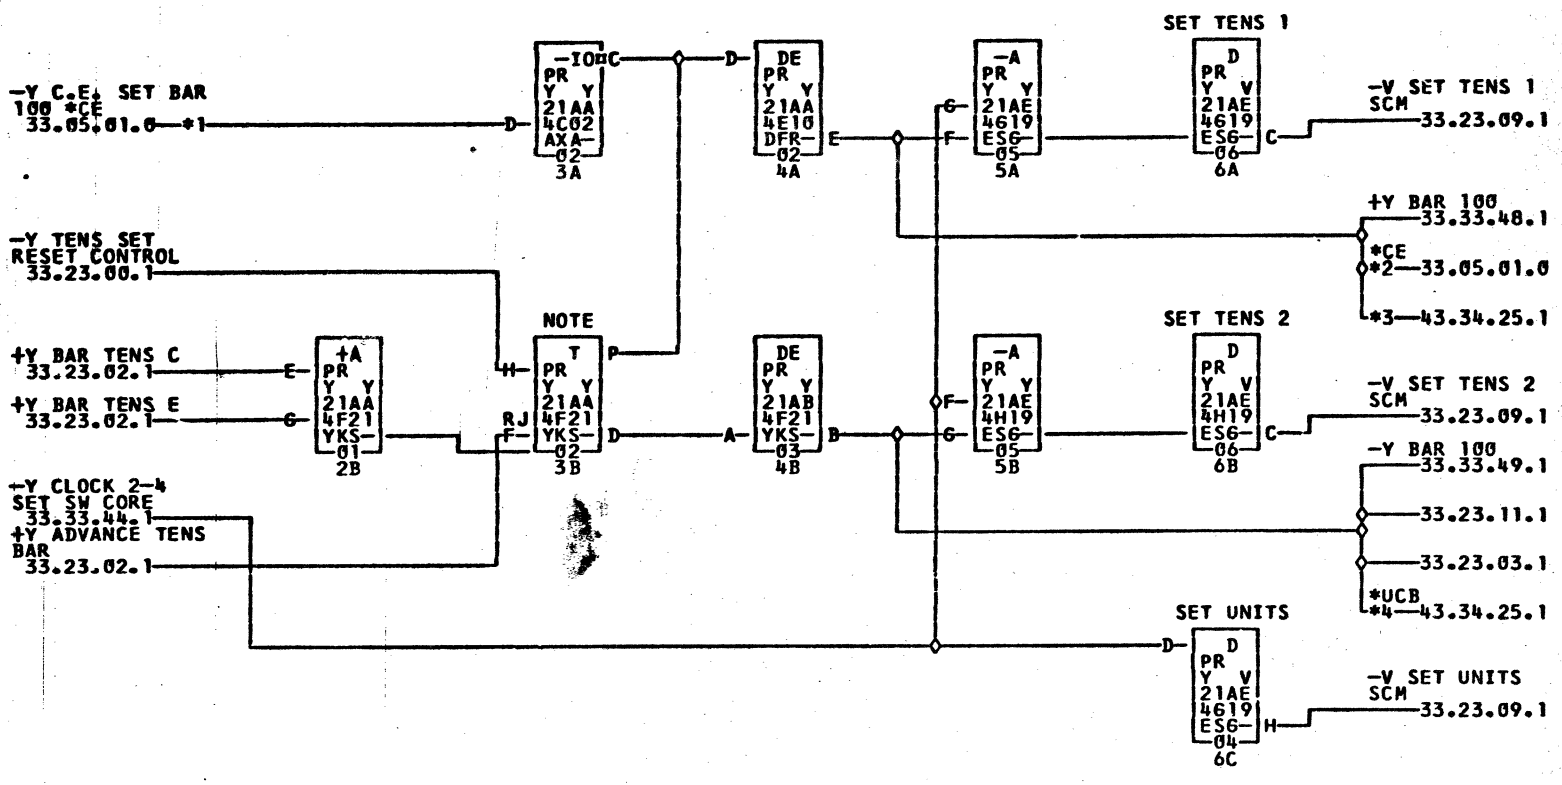 -Y C.E. SET BAR
100 *CE
33.05.01.0 *1
-Y TENS SET
RESET CONTROL
33.23.00.1
+Y BAR TENS C
33.23.02.1
+Y BAR TENS E
33.23.02.1
-Y CLOCK 2-4
SET SW CORE
33.33.44.1
+Y ADVANCE TENS
BAR
33.23.02.1
E
G
+A
PR
Y Y
21AA
4F21
YKS-
01
2B
D
-IO C
PR
Y Y
21AA
4C02
AXA-
02
3A
NOTE
H
RJ
F
T P
PR
Y Y
21AA
4F21
YKS- D
02
3B
D
DE
PR
Y Y
21AA
4E10
DFR- E
02
4A
A
DE
PR
Y Y
21AB
4F21
YKS- B
03
4B
G
F
-A
PR
Y Y
21AE
4G19
ESG-
05
5A
F
G
-A
PR
Y Y
21AE
4H19
ESG-
05
5B
SET TENS 1
D
PR
Y V
21AE
4G19
ESG- C
06
6A
SET TENS 2
D
PR
Y V
21AE
4H19
ESG- C
06
6B
SET UNITS
D
D
PR
Y V
21AE
4G19
ESG- H
04
6C
-V SET TENS 1
SCM
33.23.09.1
+Y BAR 100
33.33.48.1
*CE
*2 33.05.01.0
*3 43.34.25.1
-V SET TENS 2
SCM
33.23.09.1
-Y BAR 100
33.33.49.1
33.23.11.1
33.23.03.1
*UCB
*4 43.34.25.1
-V SET UNITS
SCM
33.23.09.1